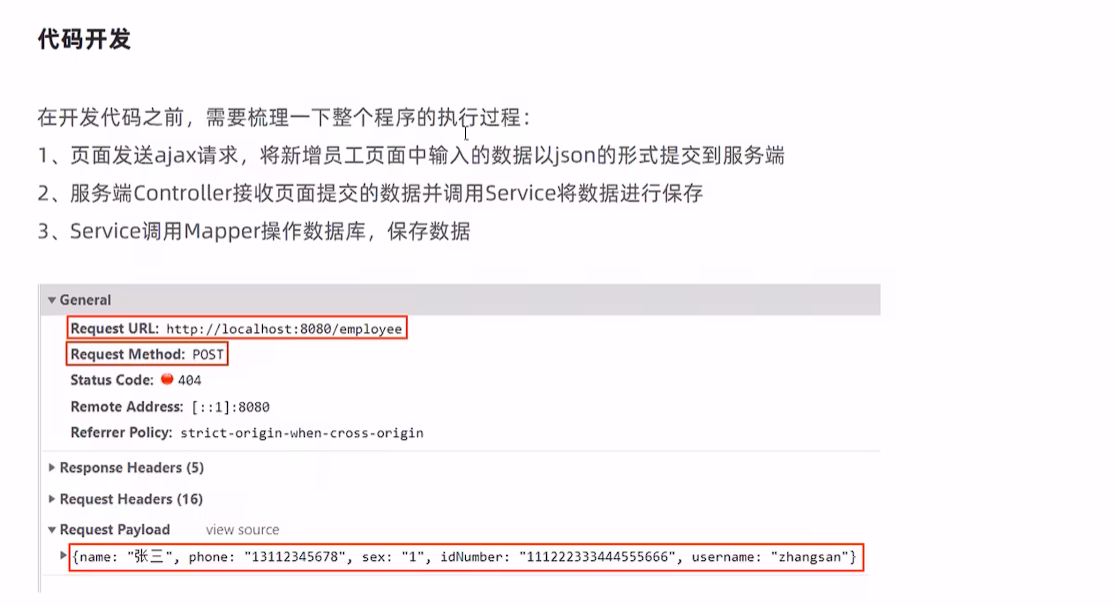 代码开发
在开发代码之前，需要梳理一下整个程序的执行过程：
1、页面发送ajax请求，将新增员工页面中输入的数据以json的形式提交到服务端
2、服务端Controller接收页面提交的数据并调用Service将数据进行保存
3、Service调用Mapper操作数据库，保存数据
General
Request URL: http://localhost:8080/employee
Request Method: POST
Status Code: 404
Remote Address: [::1]:8080
Referrer Policy: strict-origin-when-cross-origin
Response Headers (5)
Request Headers (16)
Request Payload view source
{name: "张三", phone: "13112345678", sex: "1", idNumber: "111222333444555666", username: "zhangsan"}